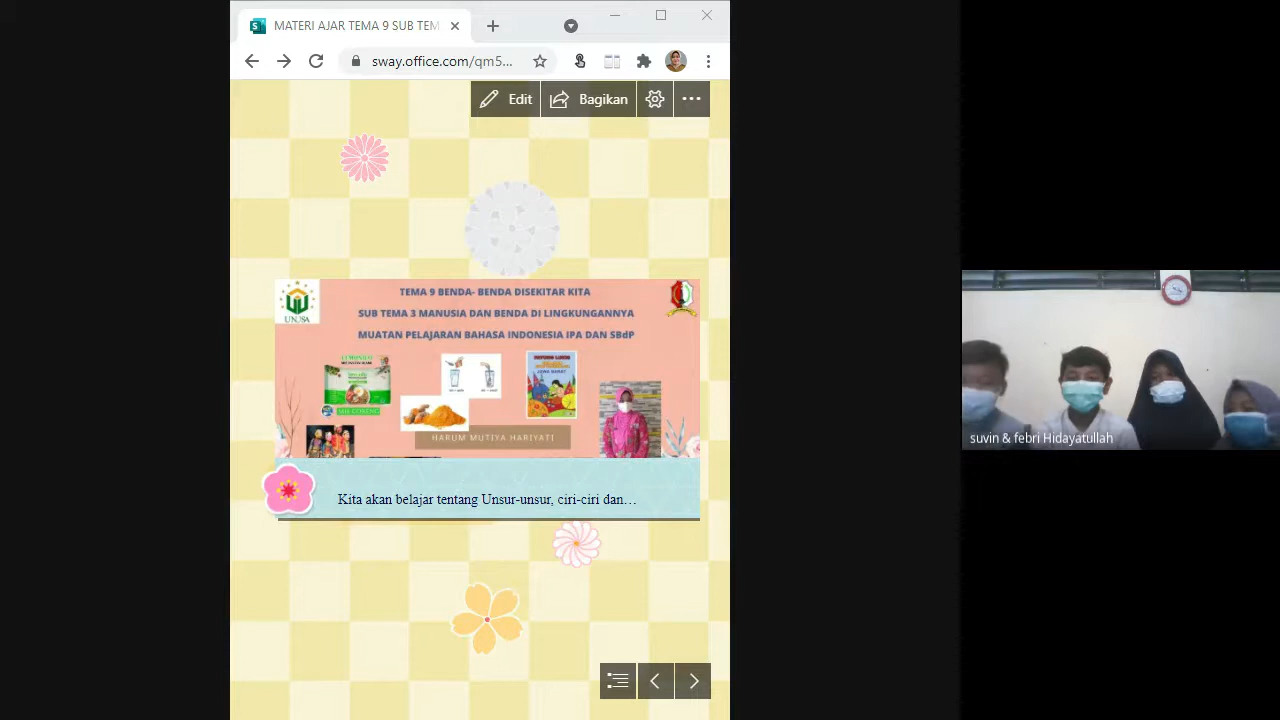 MATERI AJAR TEMA 9 SUB TEM
sway.office.com/qm5...
Edit
Bagikan
UNUSA
TEMA 9 BENDA- BENDA DISEKITAR KITA
SUB TEMA 3 MANUSIA DAN BENDA DI LINGKUNGANNYA
MUATAN PELAJARAN BAHASA INDONESIA IPA DAN SBdP
JAWA BARAT
HARUM MUTIYA HARIYATI
Kita akan belajar tentang Unsur-unsur, ciri-ciri dan…
suvin & febri Hidayatullah